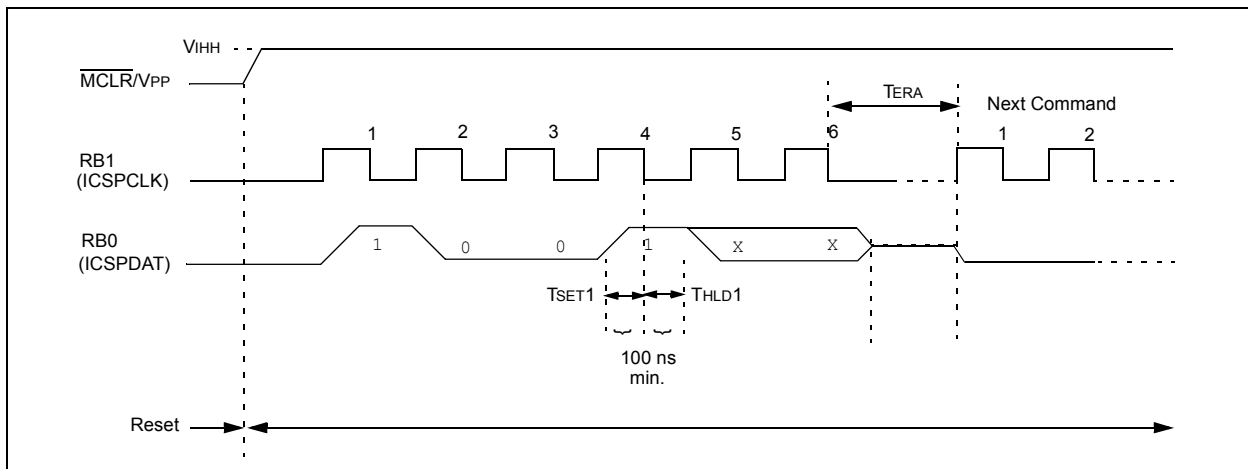 VIHH
MCLR/VPP
TERA
Next Command
1 2 3 4 5 6 1 2
RB1
(ICSPCLK)
RB0
(ICSPDAT)
1 0 0 1 X X
TSET1 THLD1
100 ns
min.
Reset